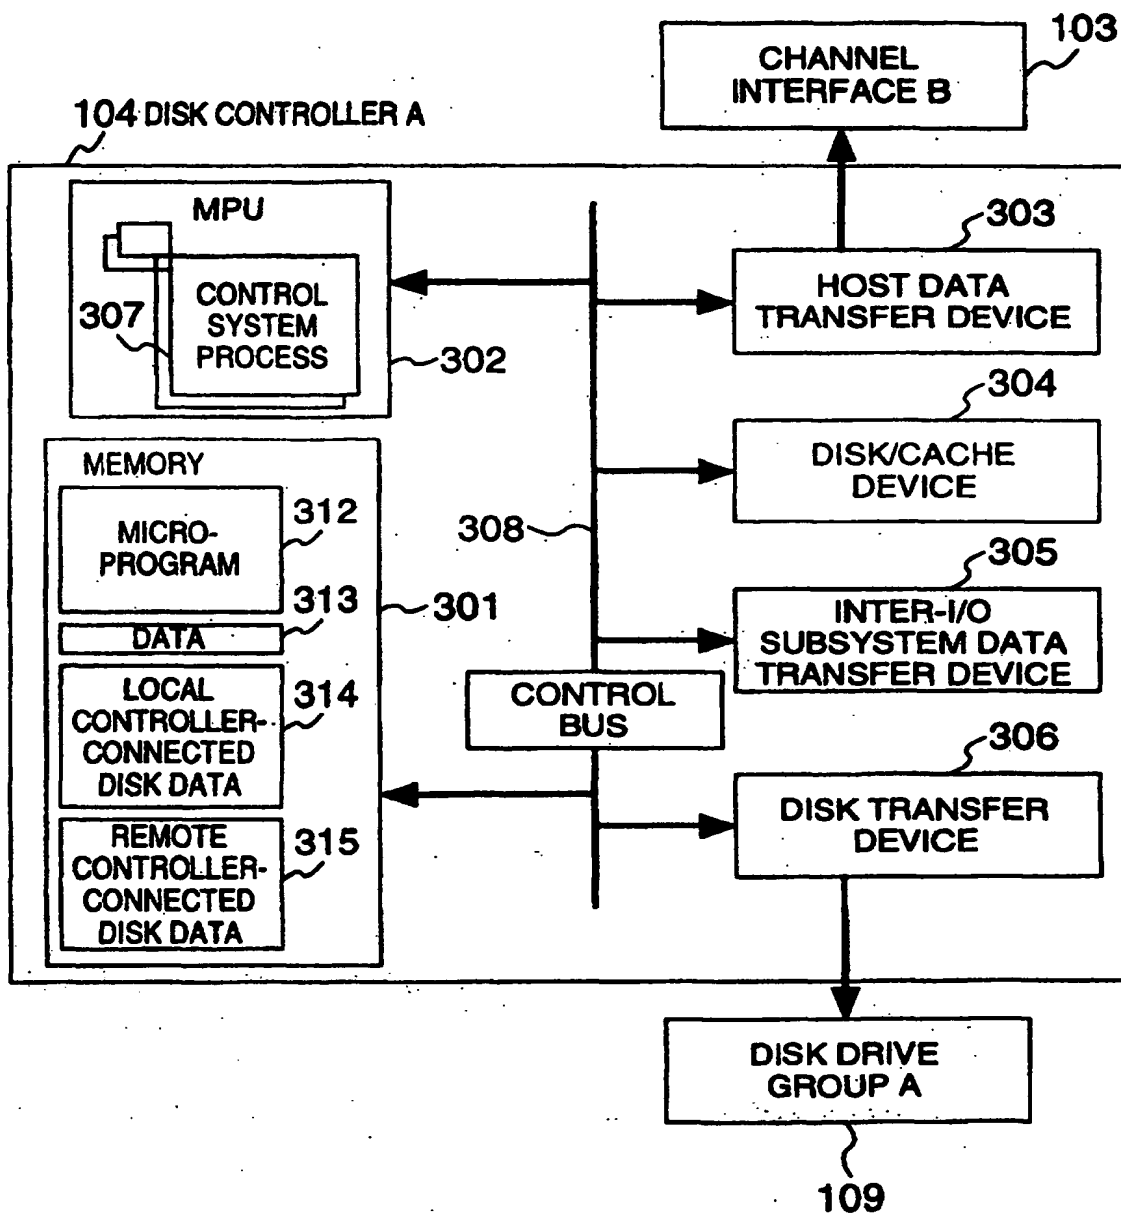 103
CHANNEL
INTERFACE B
104 DISK CONTROLLER A
MPU
307
CONTROL
SYSTEM
PROCESS
302
303
HOST DATA
TRANSFER DEVICE
304
DISK/CACHE
DEVICE
308
305
INTER-I/O
SUBSYSTEM DATA
TRANSFER DEVICE
CONTROL
BUS
306
DISK TRANSFER
DEVICE
MEMORY
MICRO-
PROGRAM
312
313
DATA
301
LOCAL
CONTROLLER-
CONNECTED
DISK DATA
314
REMOTE
CONTROLLER-
CONNECTED
DISK DATA
315
DISK DRIVE
GROUP A
109